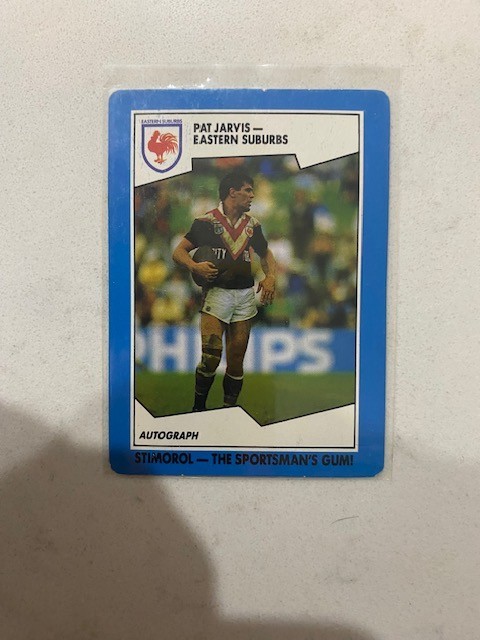 EASTERN SUBURBS
PAT JARVIS —
EASTERN SUBURBS
PHILIPS
AUTOGRAPH
STIMOROL — THE SPORTSMAN'S GUM!